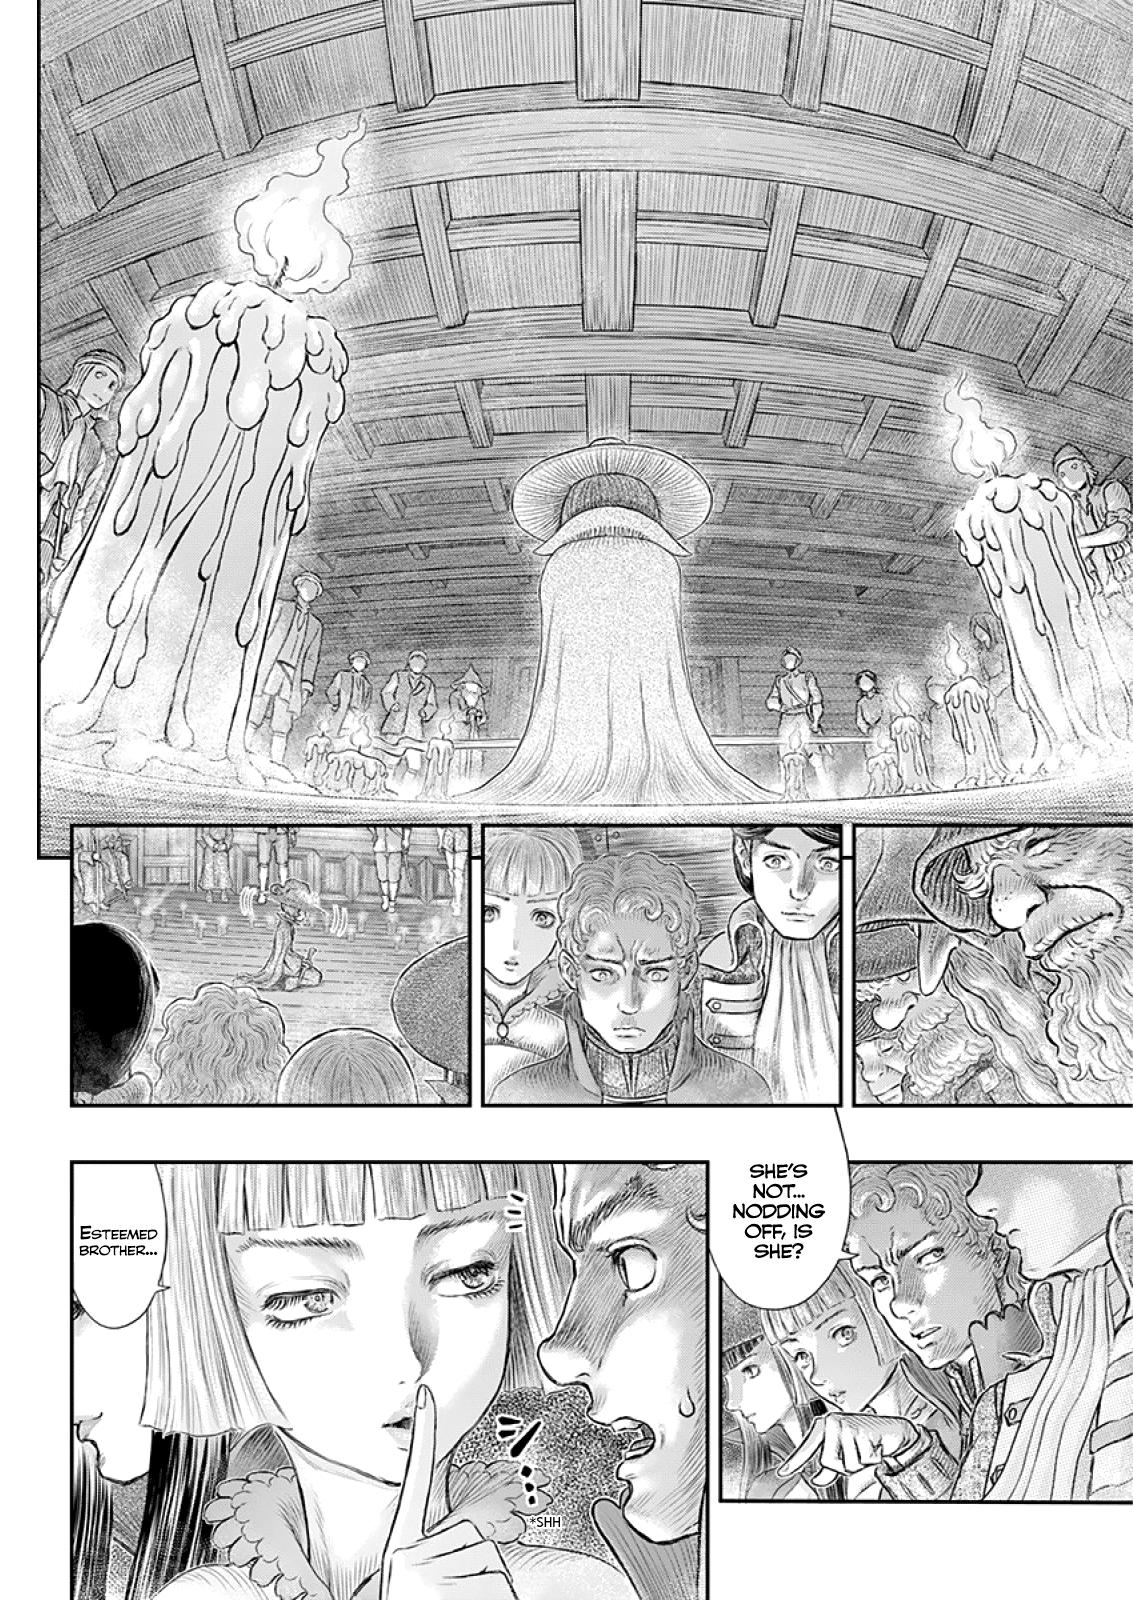 SHE'S
NOT...
NODDING
OFF, IS
SHE?
ESTEEMED
BROTHER...
*SHH